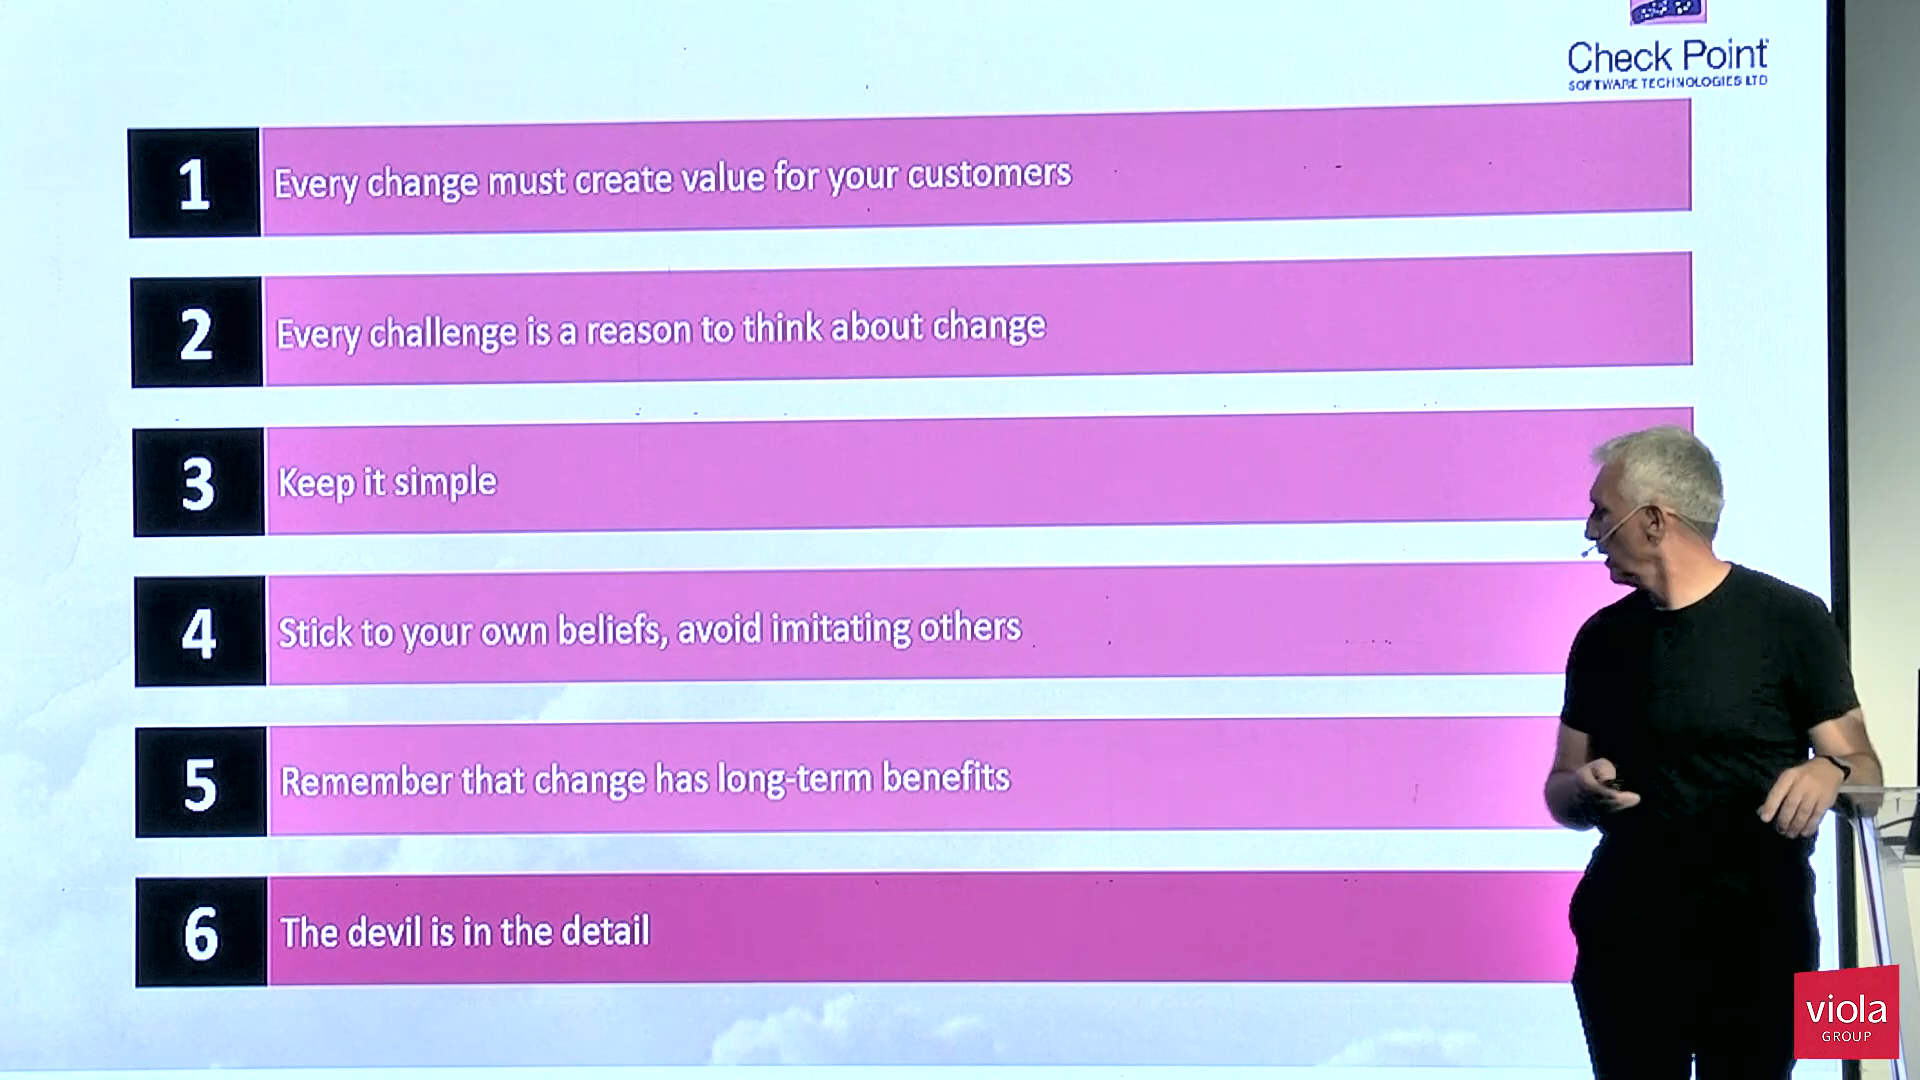 Check Point
SOFTWARE TECHNOLOGIES LTD
1 Every change must create value for your customers
2 Every challenge is a reason to think about change
3 Keep it simple
4 Stick to your own beliefs, avoid imitating others
5 Remember that change has long-term benefits
6 The devil is in the detail
viola
GROUP